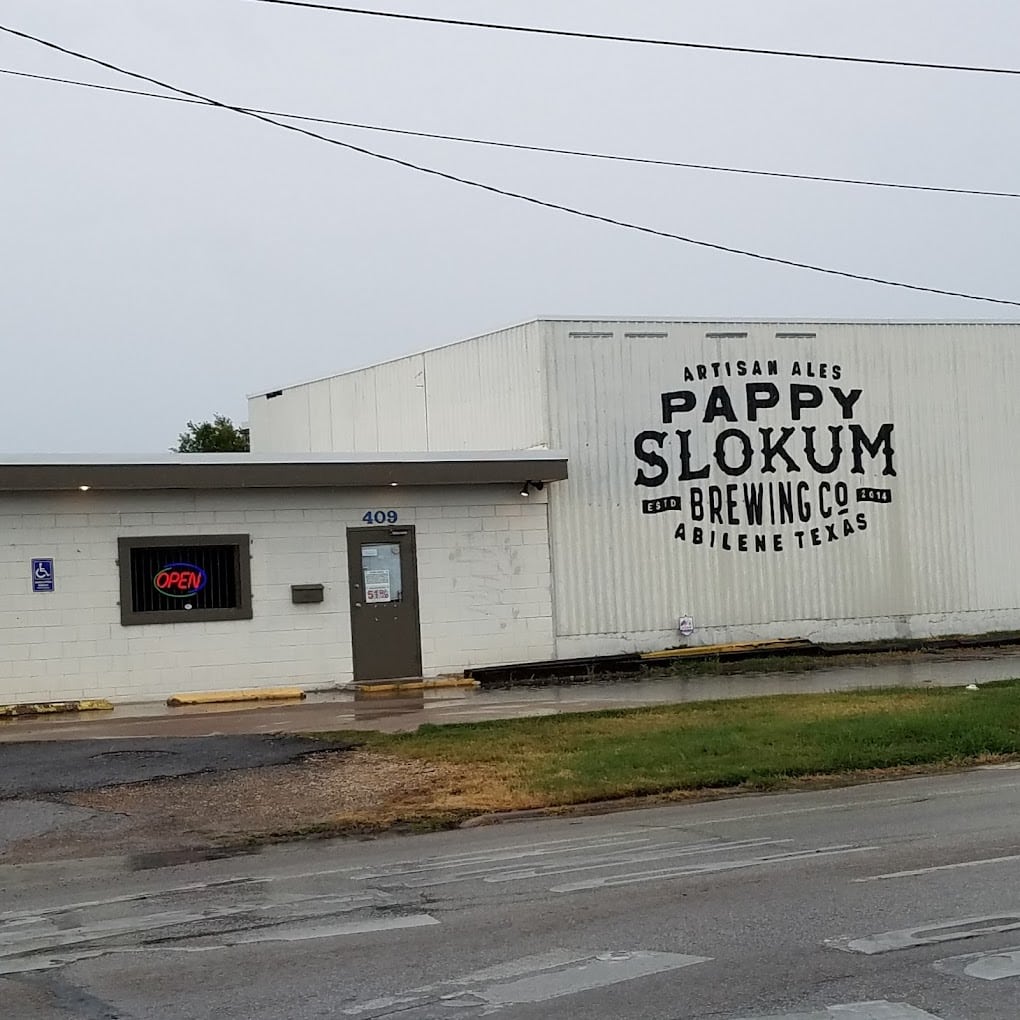 ARTISAN ALES
PAPPY
SLOKUM
ESTD BREWING CO 2014
ABILENE TEXAS
409
OPEN
51%